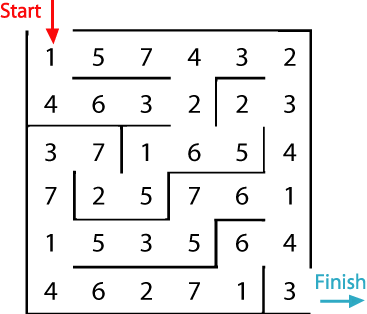 Start
1 5 7 4 3 2
4 6 3 2 2 3
3 7 1 6 5 4
7 2 5 7 6 1
1 5 3 5 6 4
Finish
4 6 2 7 1 3